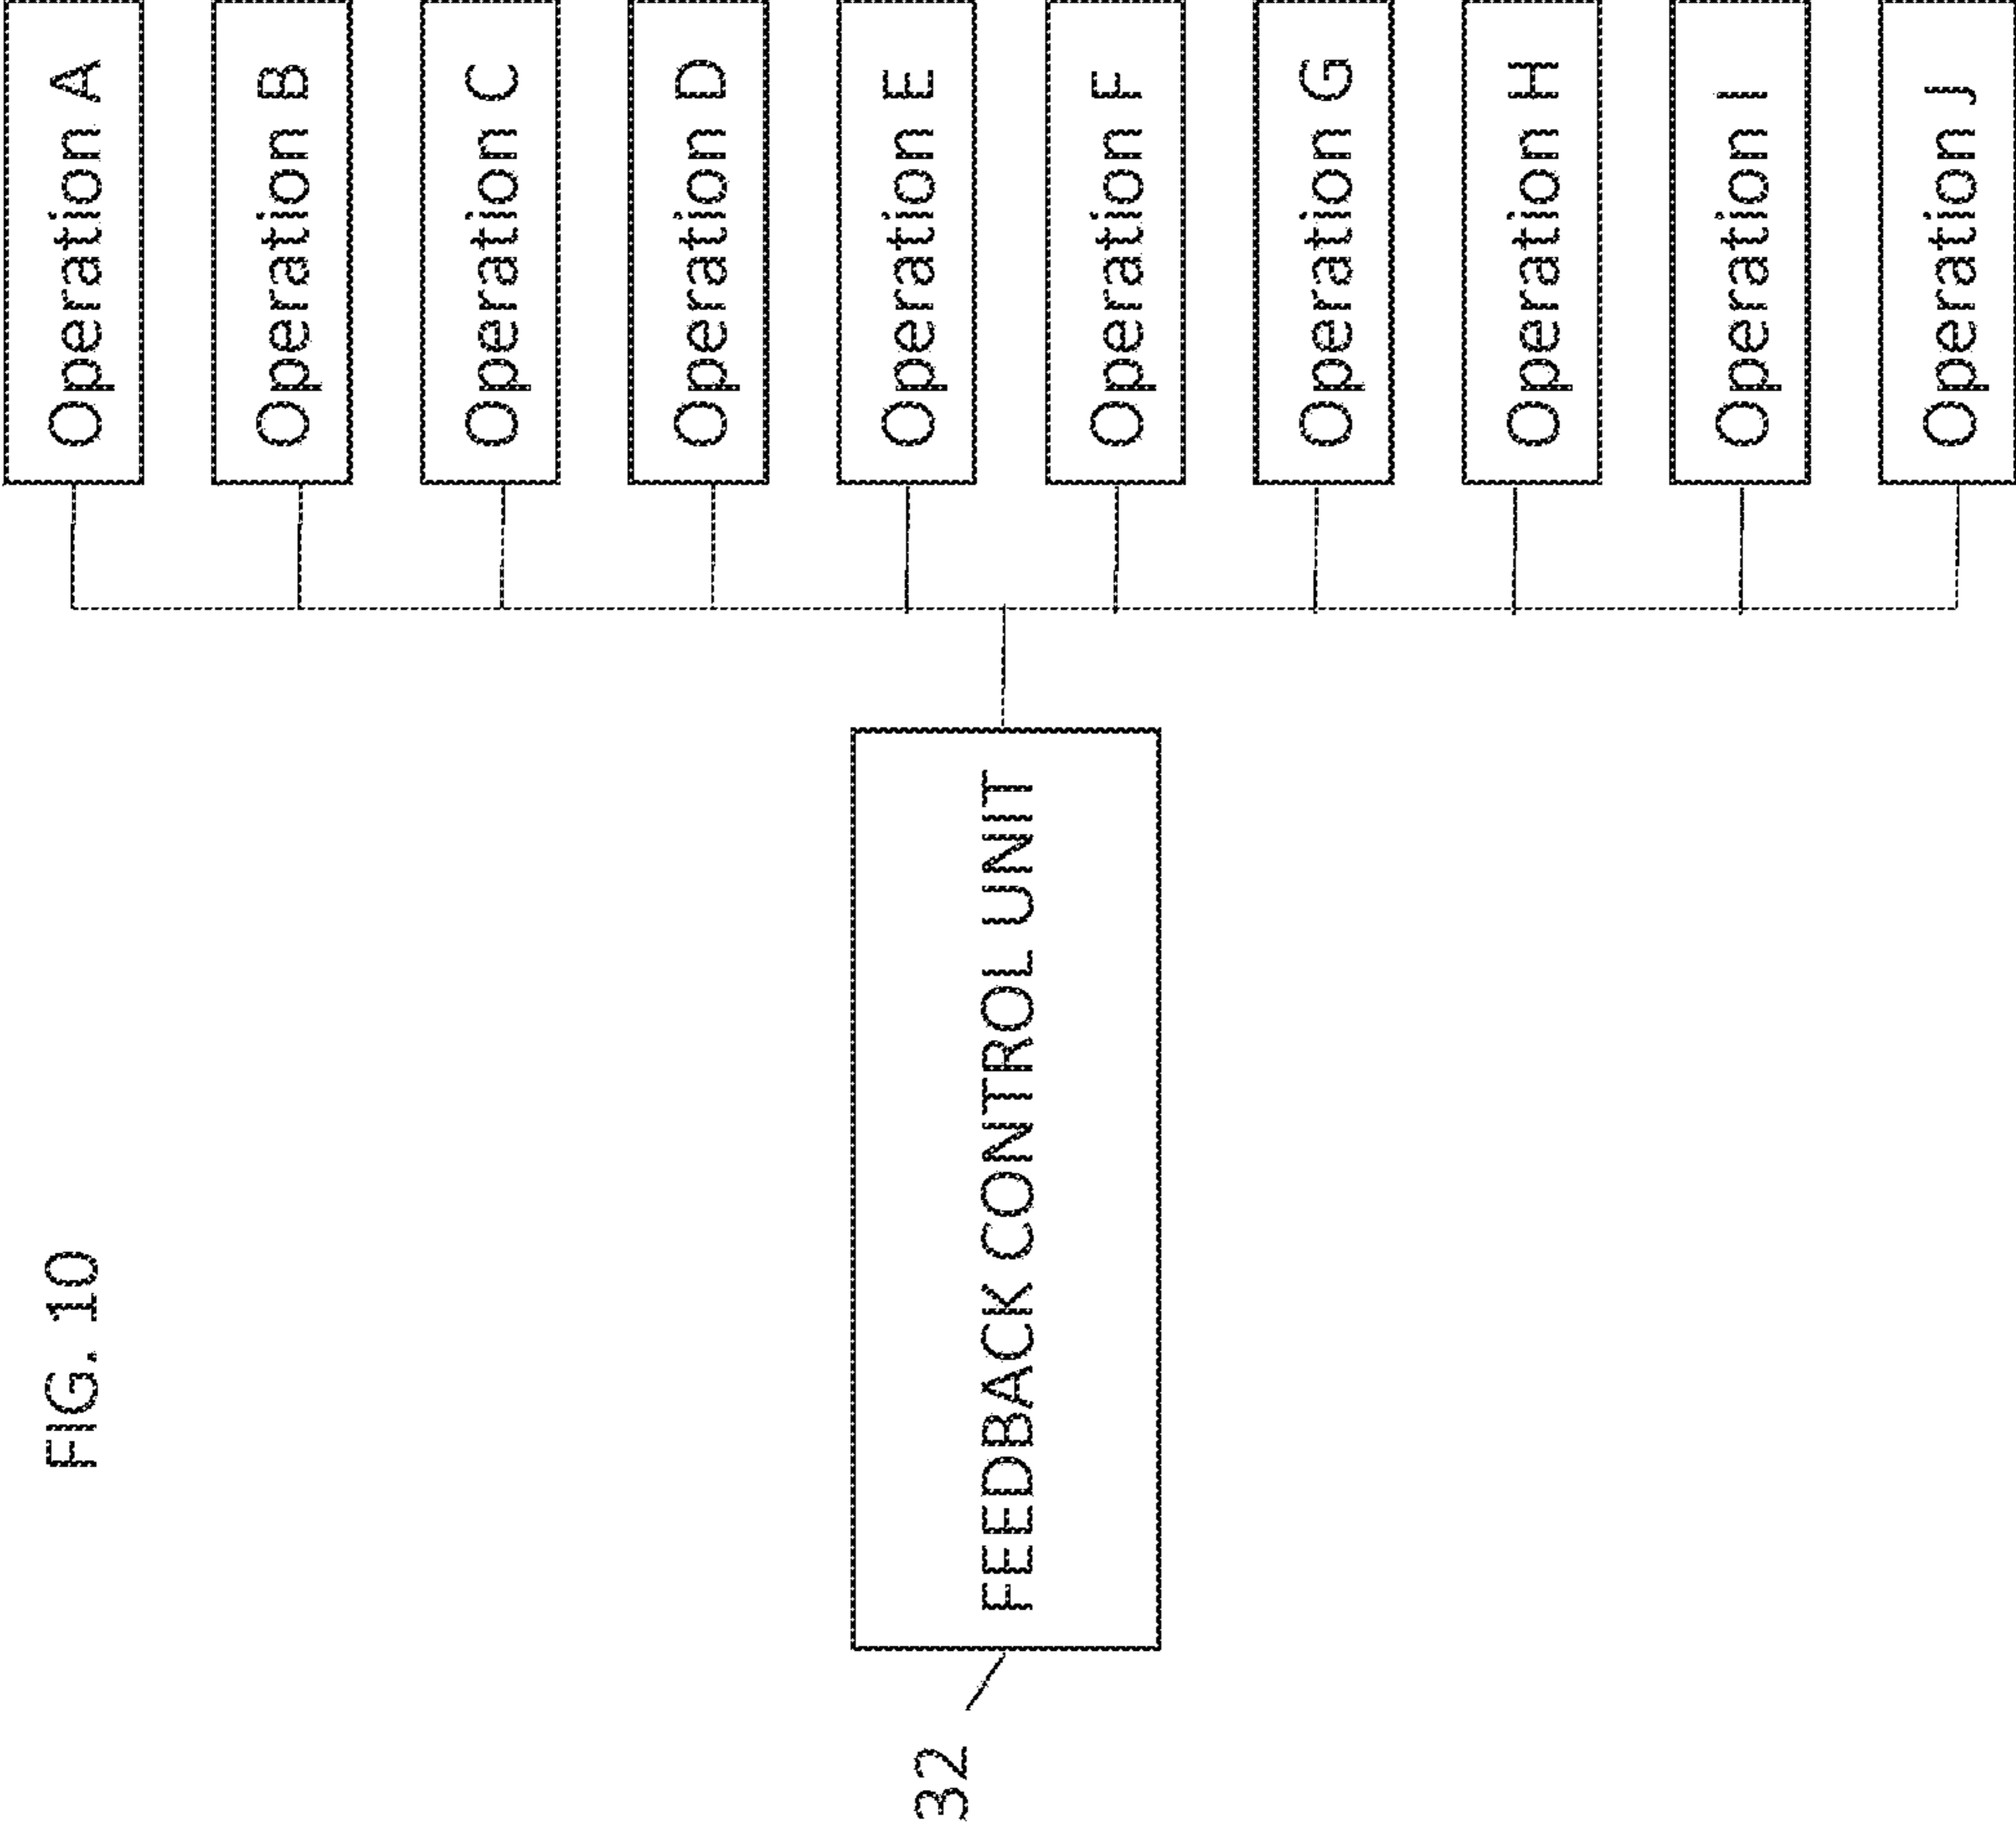 FIG. 10
32
FEEDBACK CONTROL UNIT
Operation A
Operation B
Operation C
Operation D
Operation E
Operation F
Operation G
Operation H
Operation I
Operation J